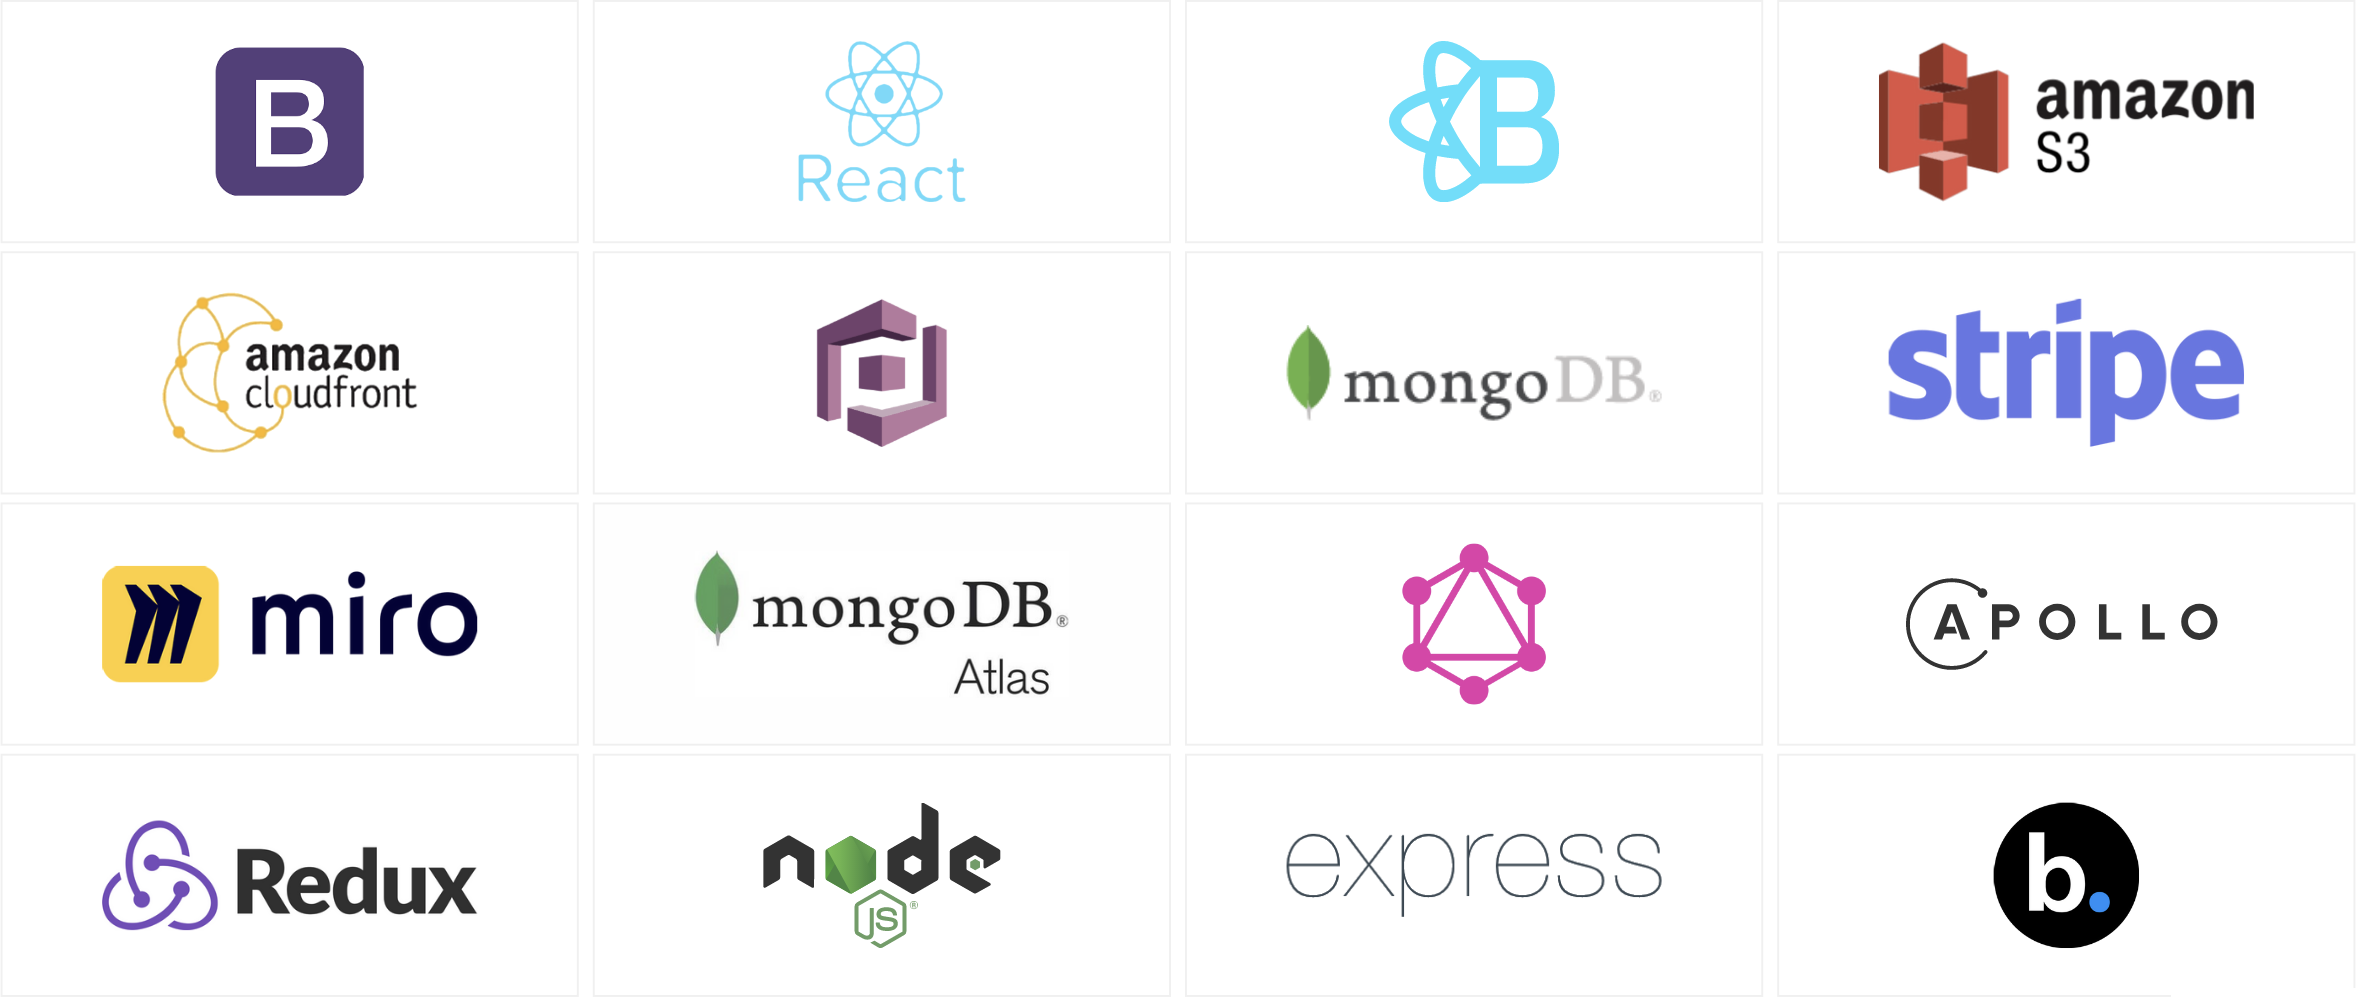 B
React
B
amazon
S3
amazon
cloudfront
mongoDB®
stripe
miro
mongoDB®
Atlas
APOLLO
Redux
node
JS®
express
b.